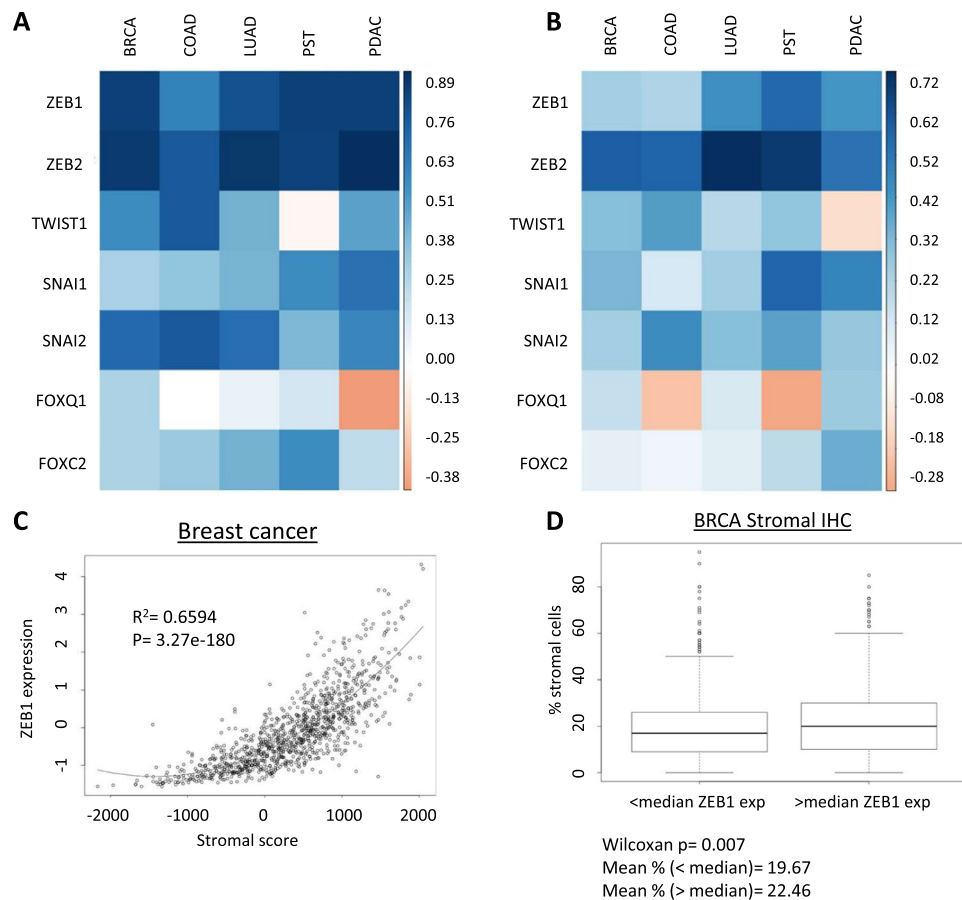 A
BRCA
COAD
LUAD
PST
PDAC
ZEB1
ZEB2
TWIST1
SNAI1
SNAI2
FOXQ1
FOXC2
0.89
0.76
0.63
0.51
0.38
0.25
0.13
0.00
-0.13
-0.25
-0.38
B
BRCA
COAD
LUAD
PST
PDAC
ZEB1
ZEB2
TWIST1
SNAI1
SNAI2
FOXQ1
FOXC2
0.72
0.62
0.52
0.42
0.32
0.22
0.12
0.02
-0.08
-0.18
-0.28
C
Breast cancer
R²= 0.6594
P= 3.27e-180
ZEB1 expression
4
3
2
1
0
-1
-2000
-1000
0
1000
2000
Stromal score
D
BRCA Stromal IHC
% stromal cells
80
60
40
20
0
<median ZEB1 exp
>median ZEB1 exp
Wilcoxan p= 0.007
Mean % (< median)= 19.67
Mean % (> median)= 22.46